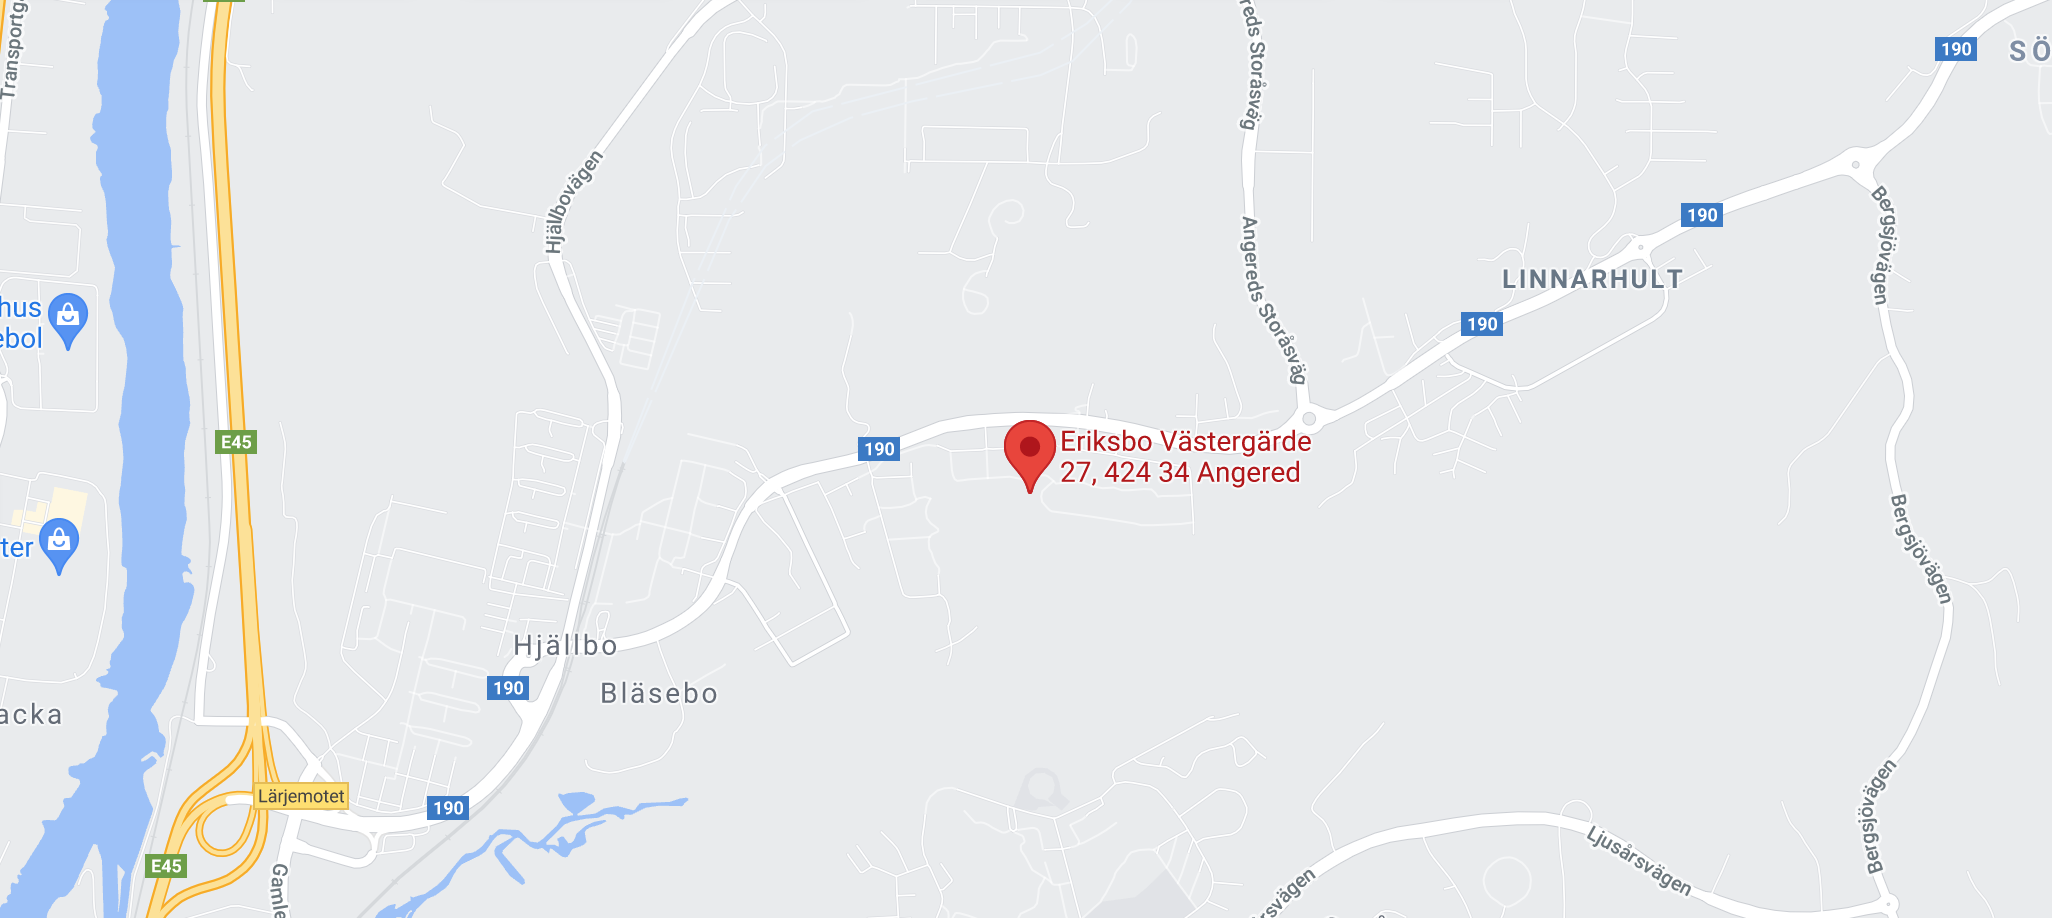 Transportg
reds Storåsväg
190
SÖ
Hjällbovägen
190
Bergsjövägen
Angereds Storåsväg
LINNARHULT
hus
ebol
190
E45
190
Eriksbo Västergärde
27, 424 34 Angered
ter
Bergsjövägen
Hjällbo
190
Bläsebo
acka
Lärjemotet
190
Bergsjövägen
Ljusårsvägen
E45
Gamle
rsvägen